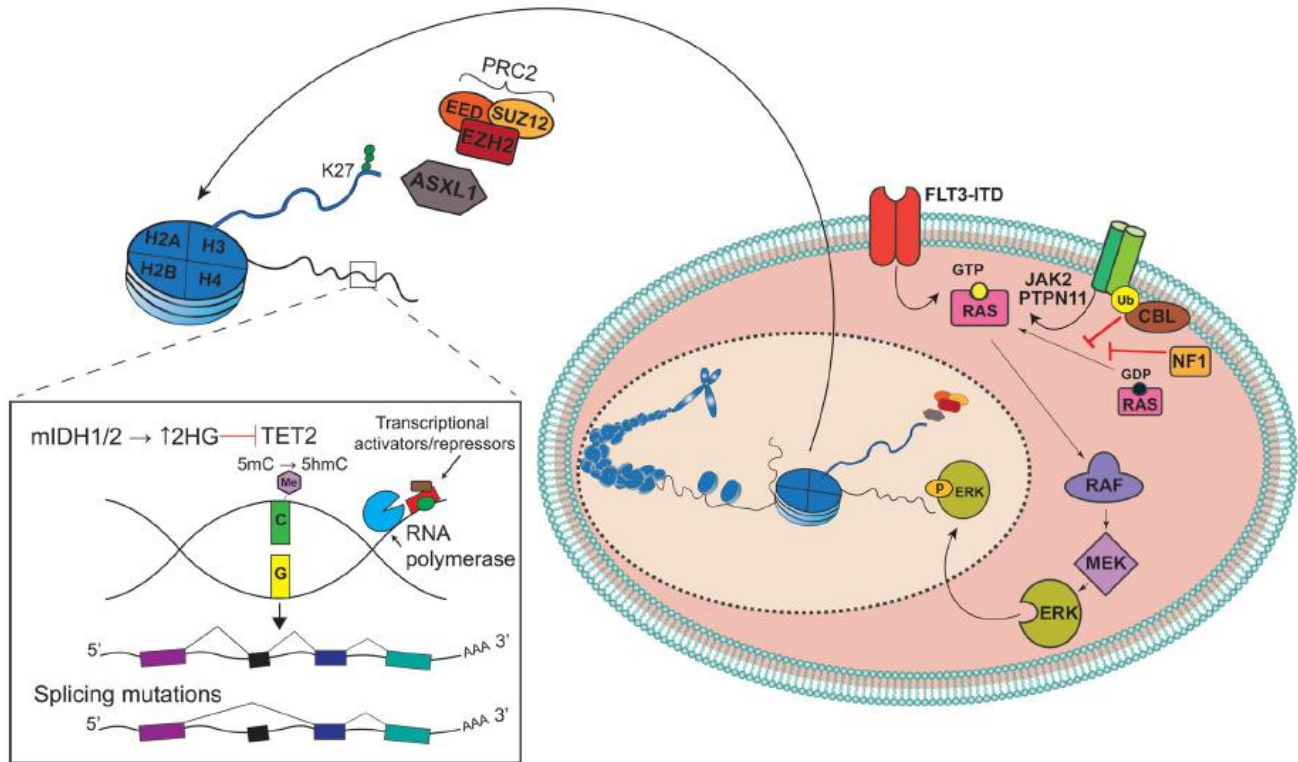 PRC2
EED
SUZ12
EZH2
K27
ASXL1
H2A
H3
H2B
H4
FLT3-ITD
GTP
RAS
JAK2
PTPN11
Ub
CBL
NF1
GDP
RAS
RAF
MEK
ERK
p
ERK
mIDH1/2 → ↑2HG TET2
5mC → 5hmC
Me
Transcriptional
activators/repressors
C
G
RNA
polymerase
5’ AAA 3’
Splicing mutations
5’ AAA 3’